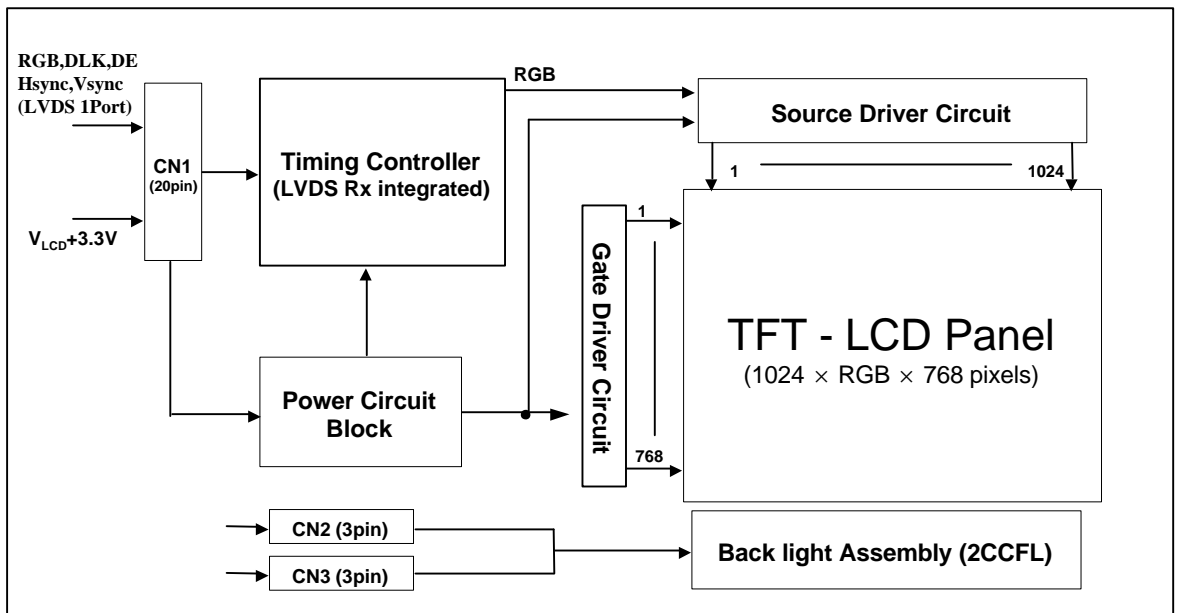 RGB,DLK,DE
Hsync,Vsync
(LVDS 1Port)
CN1
(20pin)
V_LCD+3.3V
Timing Controller
(LVDS Rx integrated)
RGB
Source Driver Circuit
1
1024
Power Circuit
Block
Gate Driver Circuit
1
768
TFT - LCD Panel
(1024 × RGB × 768 pixels)
CN2 (3pin)
CN3 (3pin)
Back light Assembly (2CCFL)